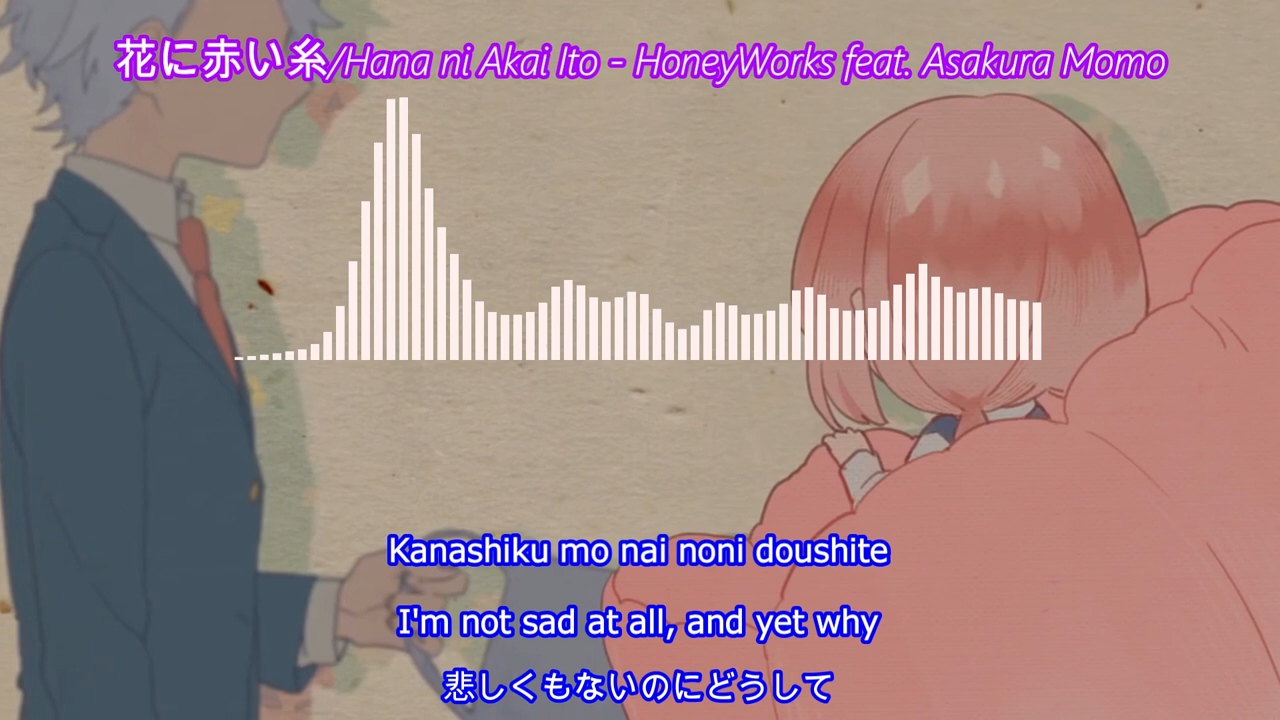 花に赤い糸/Hana ni Akai Ito - HoneyWorks feat. Asakura Momo
Kanashiku mo nai noni doushite
I'm not sad at all, and yet why
悲しくもないのにどうして